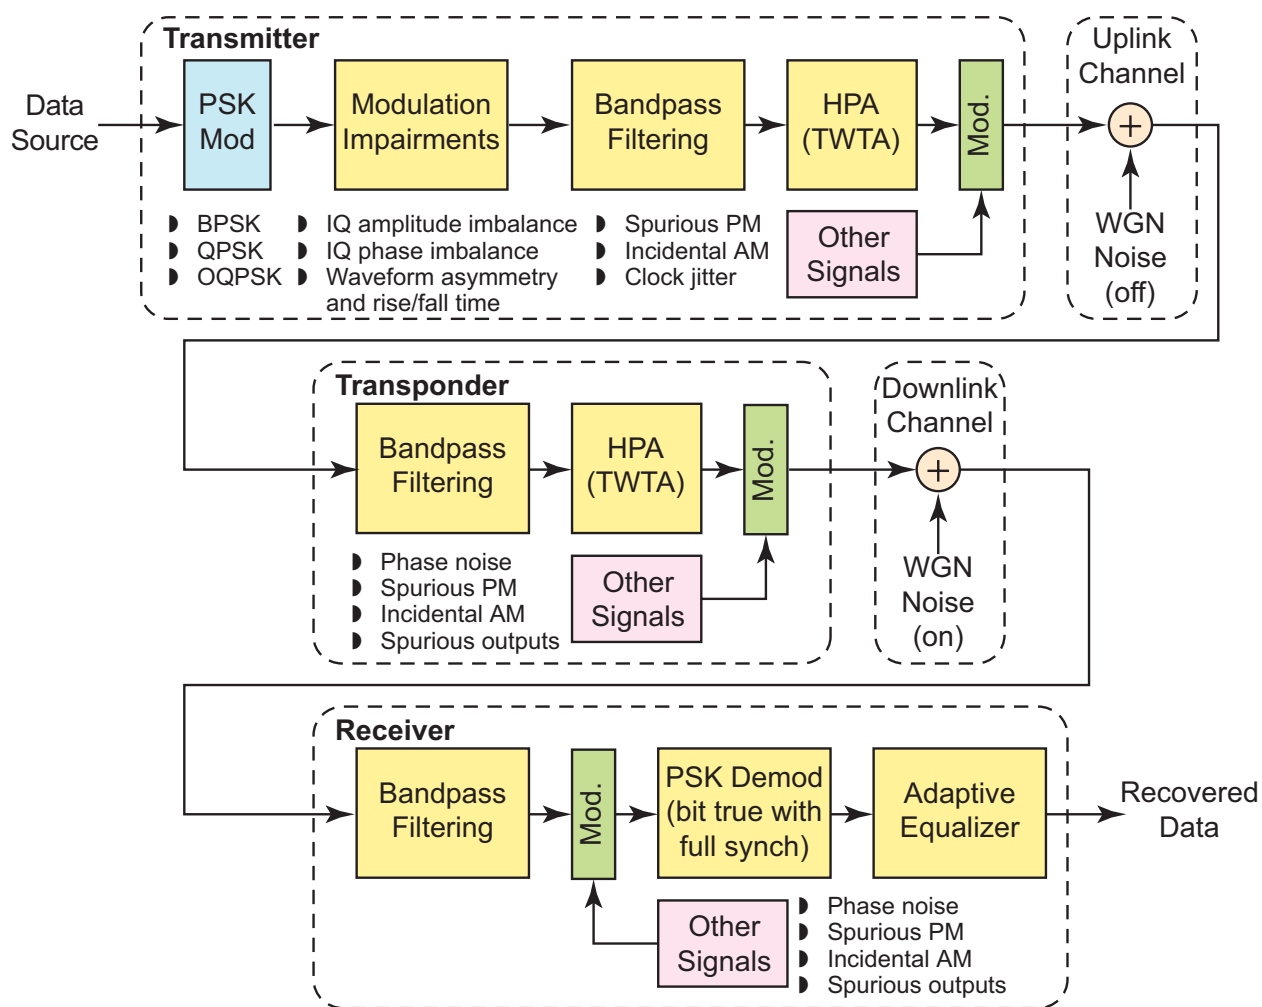 Transmitter
Uplink
Channel
Data
Source
PSK
Mod
Modulation
Impairments
Bandpass
Filtering
HPA
(TWTA)
Mod.
+
BPSK
QPSK
OQPSK
IQ amplitude imbalance
IQ phase imbalance
Waveform asymmetry
and rise/fall time
Spurious PM
Incidental AM
Clock jitter
Other
Signals
WGN
Noise
(off)
Transponder
Downlink
Channel
Bandpass
Filtering
HPA
(TWTA)
Mod.
+
Phase noise
Spurious PM
Incidental AM
Spurious outputs
Other
Signals
WGN
Noise
(on)
Receiver
Bandpass
Filtering
Mod.
PSK Demod
(bit true with
full synch)
Adaptive
Equalizer
Recovered
Data
Other
Signals
Phase noise
Spurious PM
Incidental AM
Spurious outputs